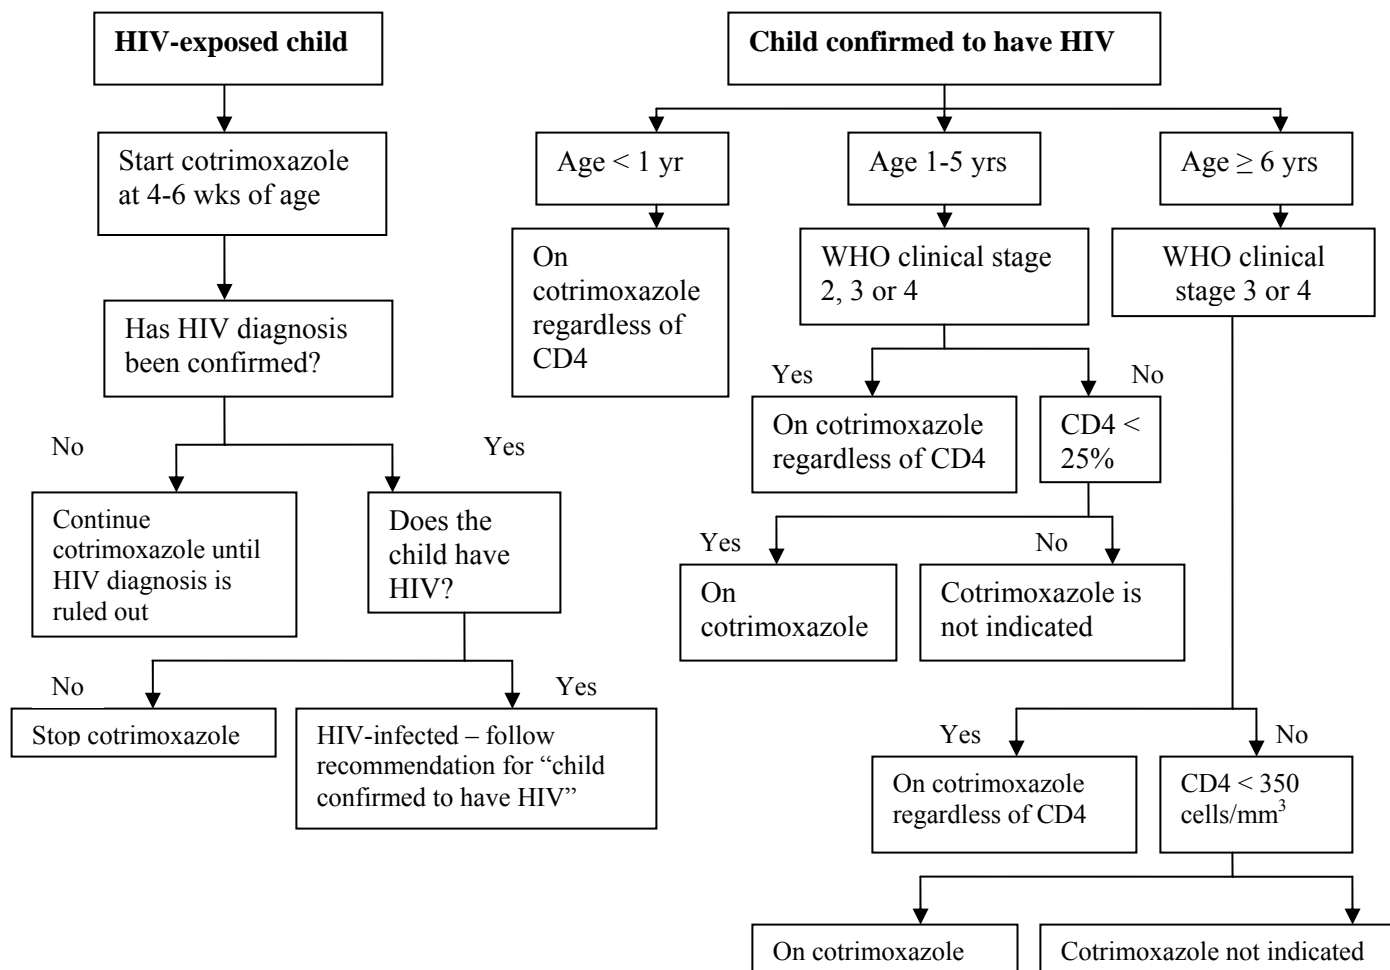 HIV-exposed child
Start cotrimoxazole
at 4-6 wks of age
Has HIV diagnosis
been confirmed?
No
Yes
Continue
cotrimoxazole until
HIV diagnosis is
ruled out
Does the
child have
HIV?
No
Yes
Stop cotrimoxazole
HIV-infected – follow
recommendation for “child
confirmed to have HIV”
Child confirmed to have HIV
Age < 1 yr
Age 1-5 yrs
Age ≥ 6 yrs
On
cotrimoxazole
regardless of
CD4
WHO clinical stage
2, 3 or 4
WHO clinical
stage 3 or 4
Yes
No
On cotrimoxazole
regardless of CD4
CD4 <
25%
Yes
No
On
cotrimoxazole
Cotrimoxazole is
not indicated
Yes
No
On cotrimoxazole
regardless of CD4
CD4 < 350
cells/mm³
On cotrimoxazole
Cotrimoxazole not indicated